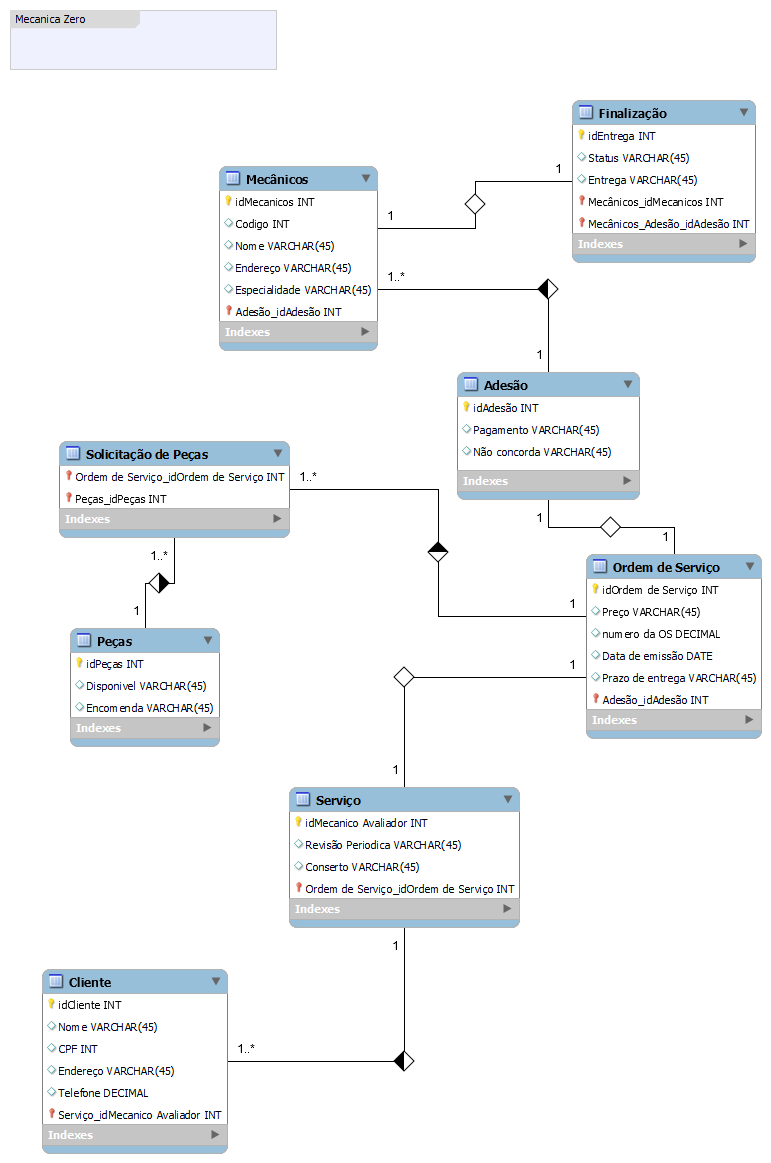 Mecanica Zero
Finalização
idEntrega INT
Status VARCHAR(45)
Entrega VARCHAR(45)
Mecânicos_idMecanicos INT
Mecânicos_Adesão_idAdesão INT
Indexes
1
Mecânicos
idMecanicos INT
Codigo INT
Nome VARCHAR(45)
Endereço VARCHAR(45)
Especialidade VARCHAR(45)
Adesão_idAdesão INT
Indexes
1
1..*
1
Adesão
idAdesão INT
Pagamento VARCHAR(45)
Não concorda VARCHAR(45)
Indexes
1
1
Solicitação de Peças
Ordem de Serviço_idOrdem de Serviço INT
Peças_idPeças INT
Indexes
1..*
1..*
1
Ordem de Serviço
idOrdem de Serviço INT
Preço VARCHAR(45)
numero da OS DECIMAL
Data de emissão DATE
Prazo de entrega VARCHAR(45)
Adesão_idAdesão INT
Indexes
1
1
Peças
idPeças INT
Disponivel VARCHAR(45)
Encomenda VARCHAR(45)
Indexes
1
Serviço
idMecanico Avaliador INT
Revisão Periodica VARCHAR(45)
Conserto VARCHAR(45)
Ordem de Serviço_idOrdem de Serviço INT
Indexes
1
Cliente
idCliente INT
Nome VARCHAR(45)
CPF INT
Endereço VARCHAR(45)
Telefone DECIMAL
Serviço_idMecanico Avaliador INT
Indexes
1..*